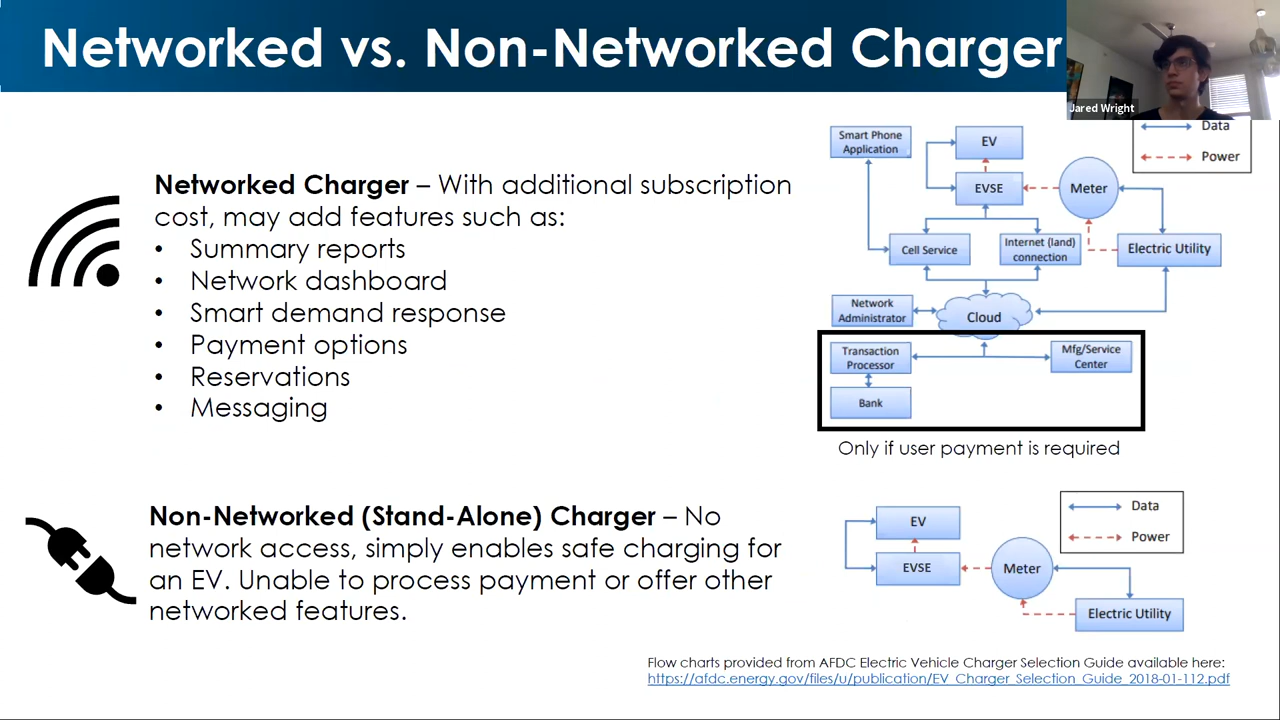 Networked vs. Non-Networked Charger
Jared Wright
Networked Charger – With additional subscription
cost, may add features such as:
• Summary reports
• Network dashboard
• Smart demand response
• Payment options
• Reservations
• Messaging
Smart Phone
Application
EV
EVSE
Meter
Data
Power
Cell Service
Internet (land)
connection
Electric Utility
Network
Administrator
Cloud
Transaction
Processor
Mfg/Service
Center
Bank
Only if user payment is required
Non-Networked (Stand-Alone) Charger – No
network access, simply enables safe charging for
an EV. Unable to process payment or offer other
networked features.
EV
EVSE
Meter
Data
Power
Electric Utility
Flow charts provided from AFDC Electric Vehicle Charger Selection Guide available here:
https://afdc.energy.gov/files/u/publication/EV_Charger_Selection_Guide_2018-01-112.pdf